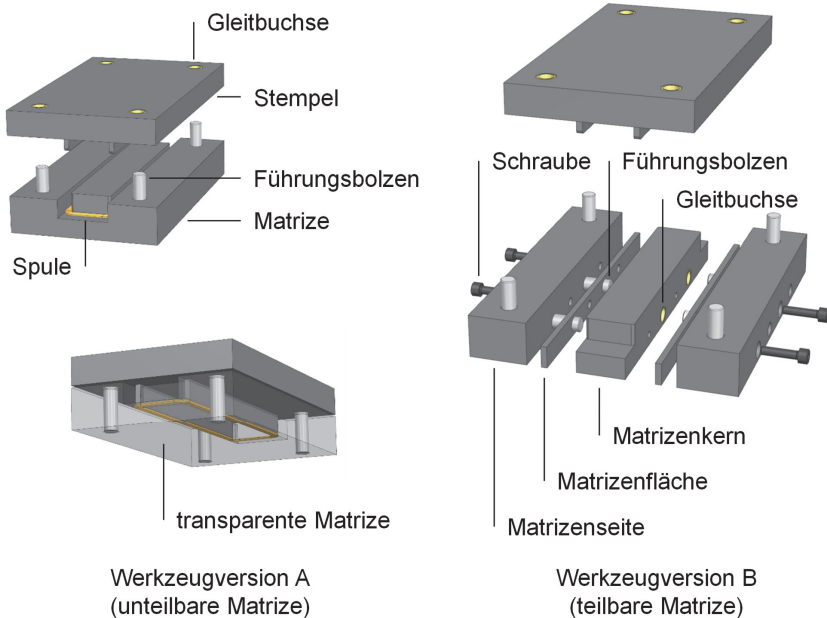 Gleitbuchse
Stempel
Führungsbolzen
Matrize
Spule
transparente Matrize
Werkzeugversion A
(unteilbare Matrize)
Schraube
Führungsbolzen
Gleitbuchse
Matrizenkern
Matrizenfläche
Matrizenseite
Werkzeugversion B
(teilbare Matrize)